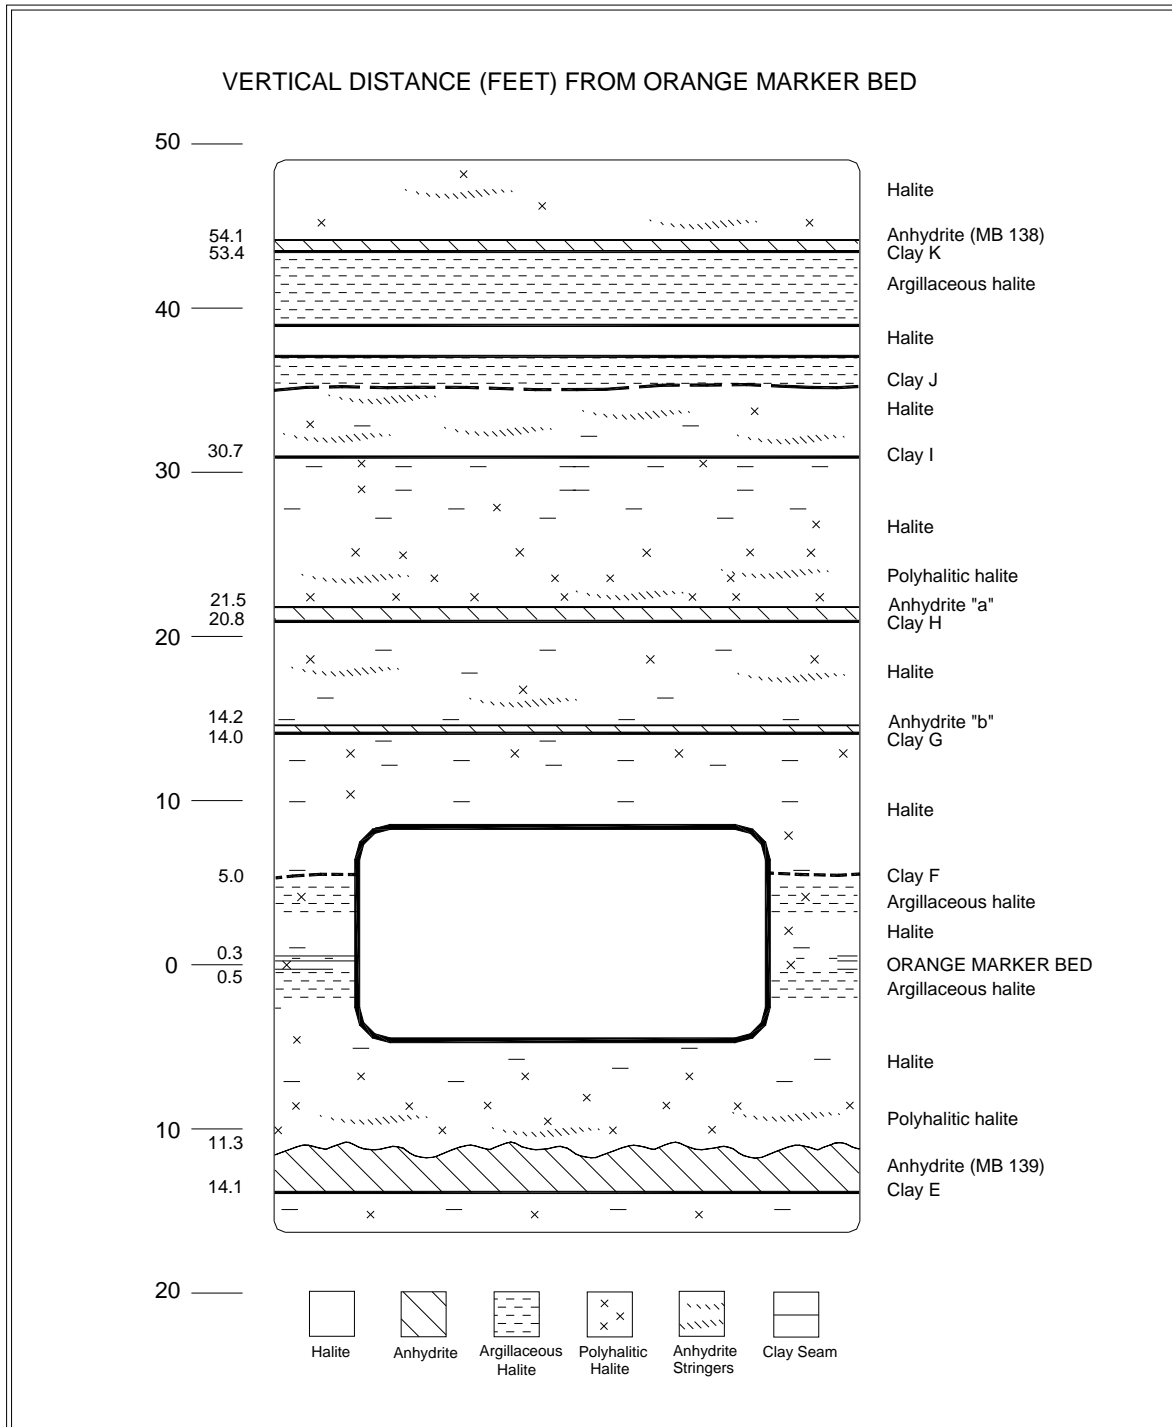 VERTICAL DISTANCE (FEET) FROM ORANGE MARKER BED
50
Halite
54.1
Anhydrite (MB 138)
53.4
Clay K
Argillaceous halite
40
Halite
Clay J
Halite
30.7
Clay I
30
Halite
Polyhalitic halite
21.5
Anhydrite "a"
20.8
Clay H
20
Halite
14.2
Anhydrite "b"
14.0
Clay G
10
Halite
5.0
Clay F
Argillaceous halite
Halite
0.3
0
ORANGE MARKER BED
0.5
Argillaceous halite
Halite
Polyhalitic halite
10
11.3
Anhydrite (MB 139)
14.1
Clay E
20
Halite
Anhydrite
Argillaceous
Halite
Polyhalitic
Halite
Anhydrite
Stringers
Clay Seam